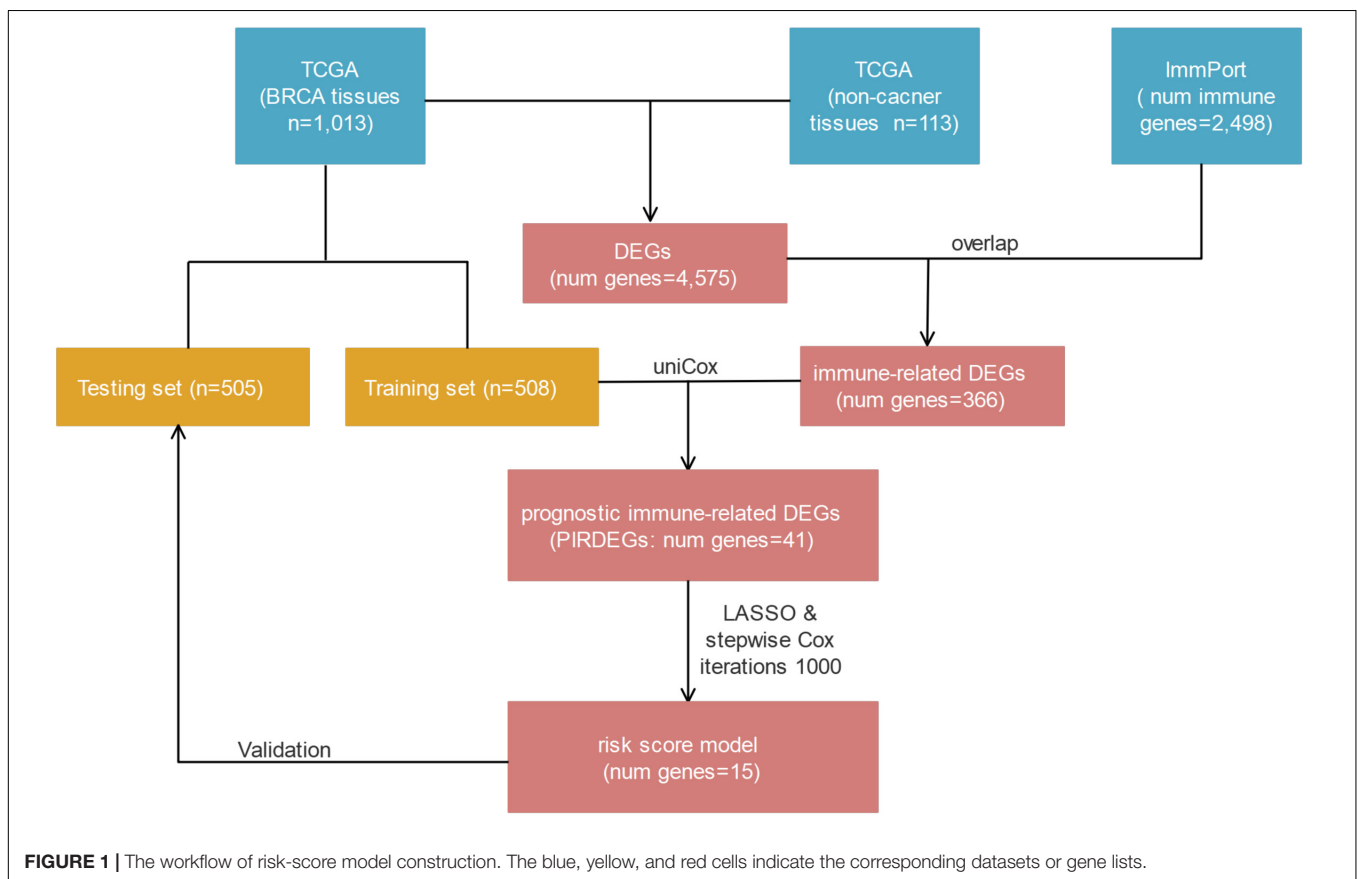 TCGA
(BRCA tissues
n=1,013)
TCGA
(non-cacner
tissues n=113)
ImmPort
( num immune
genes=2,498)
DEGs
(num genes=4,575)
overlap
Testing set (n=505)
Training set (n=508)
uniCox
immune-related DEGs
(num genes=366)
prognostic immune-related DEGs
(PIRDEGs: num genes=41)
LASSO &
stepwise Cox
iterations 1000
Validation
risk score model
(num genes=15)
FIGURE 1 | The workflow of risk-score model construction. The blue, yellow, and red cells indicate the corresponding datasets or gene lists.